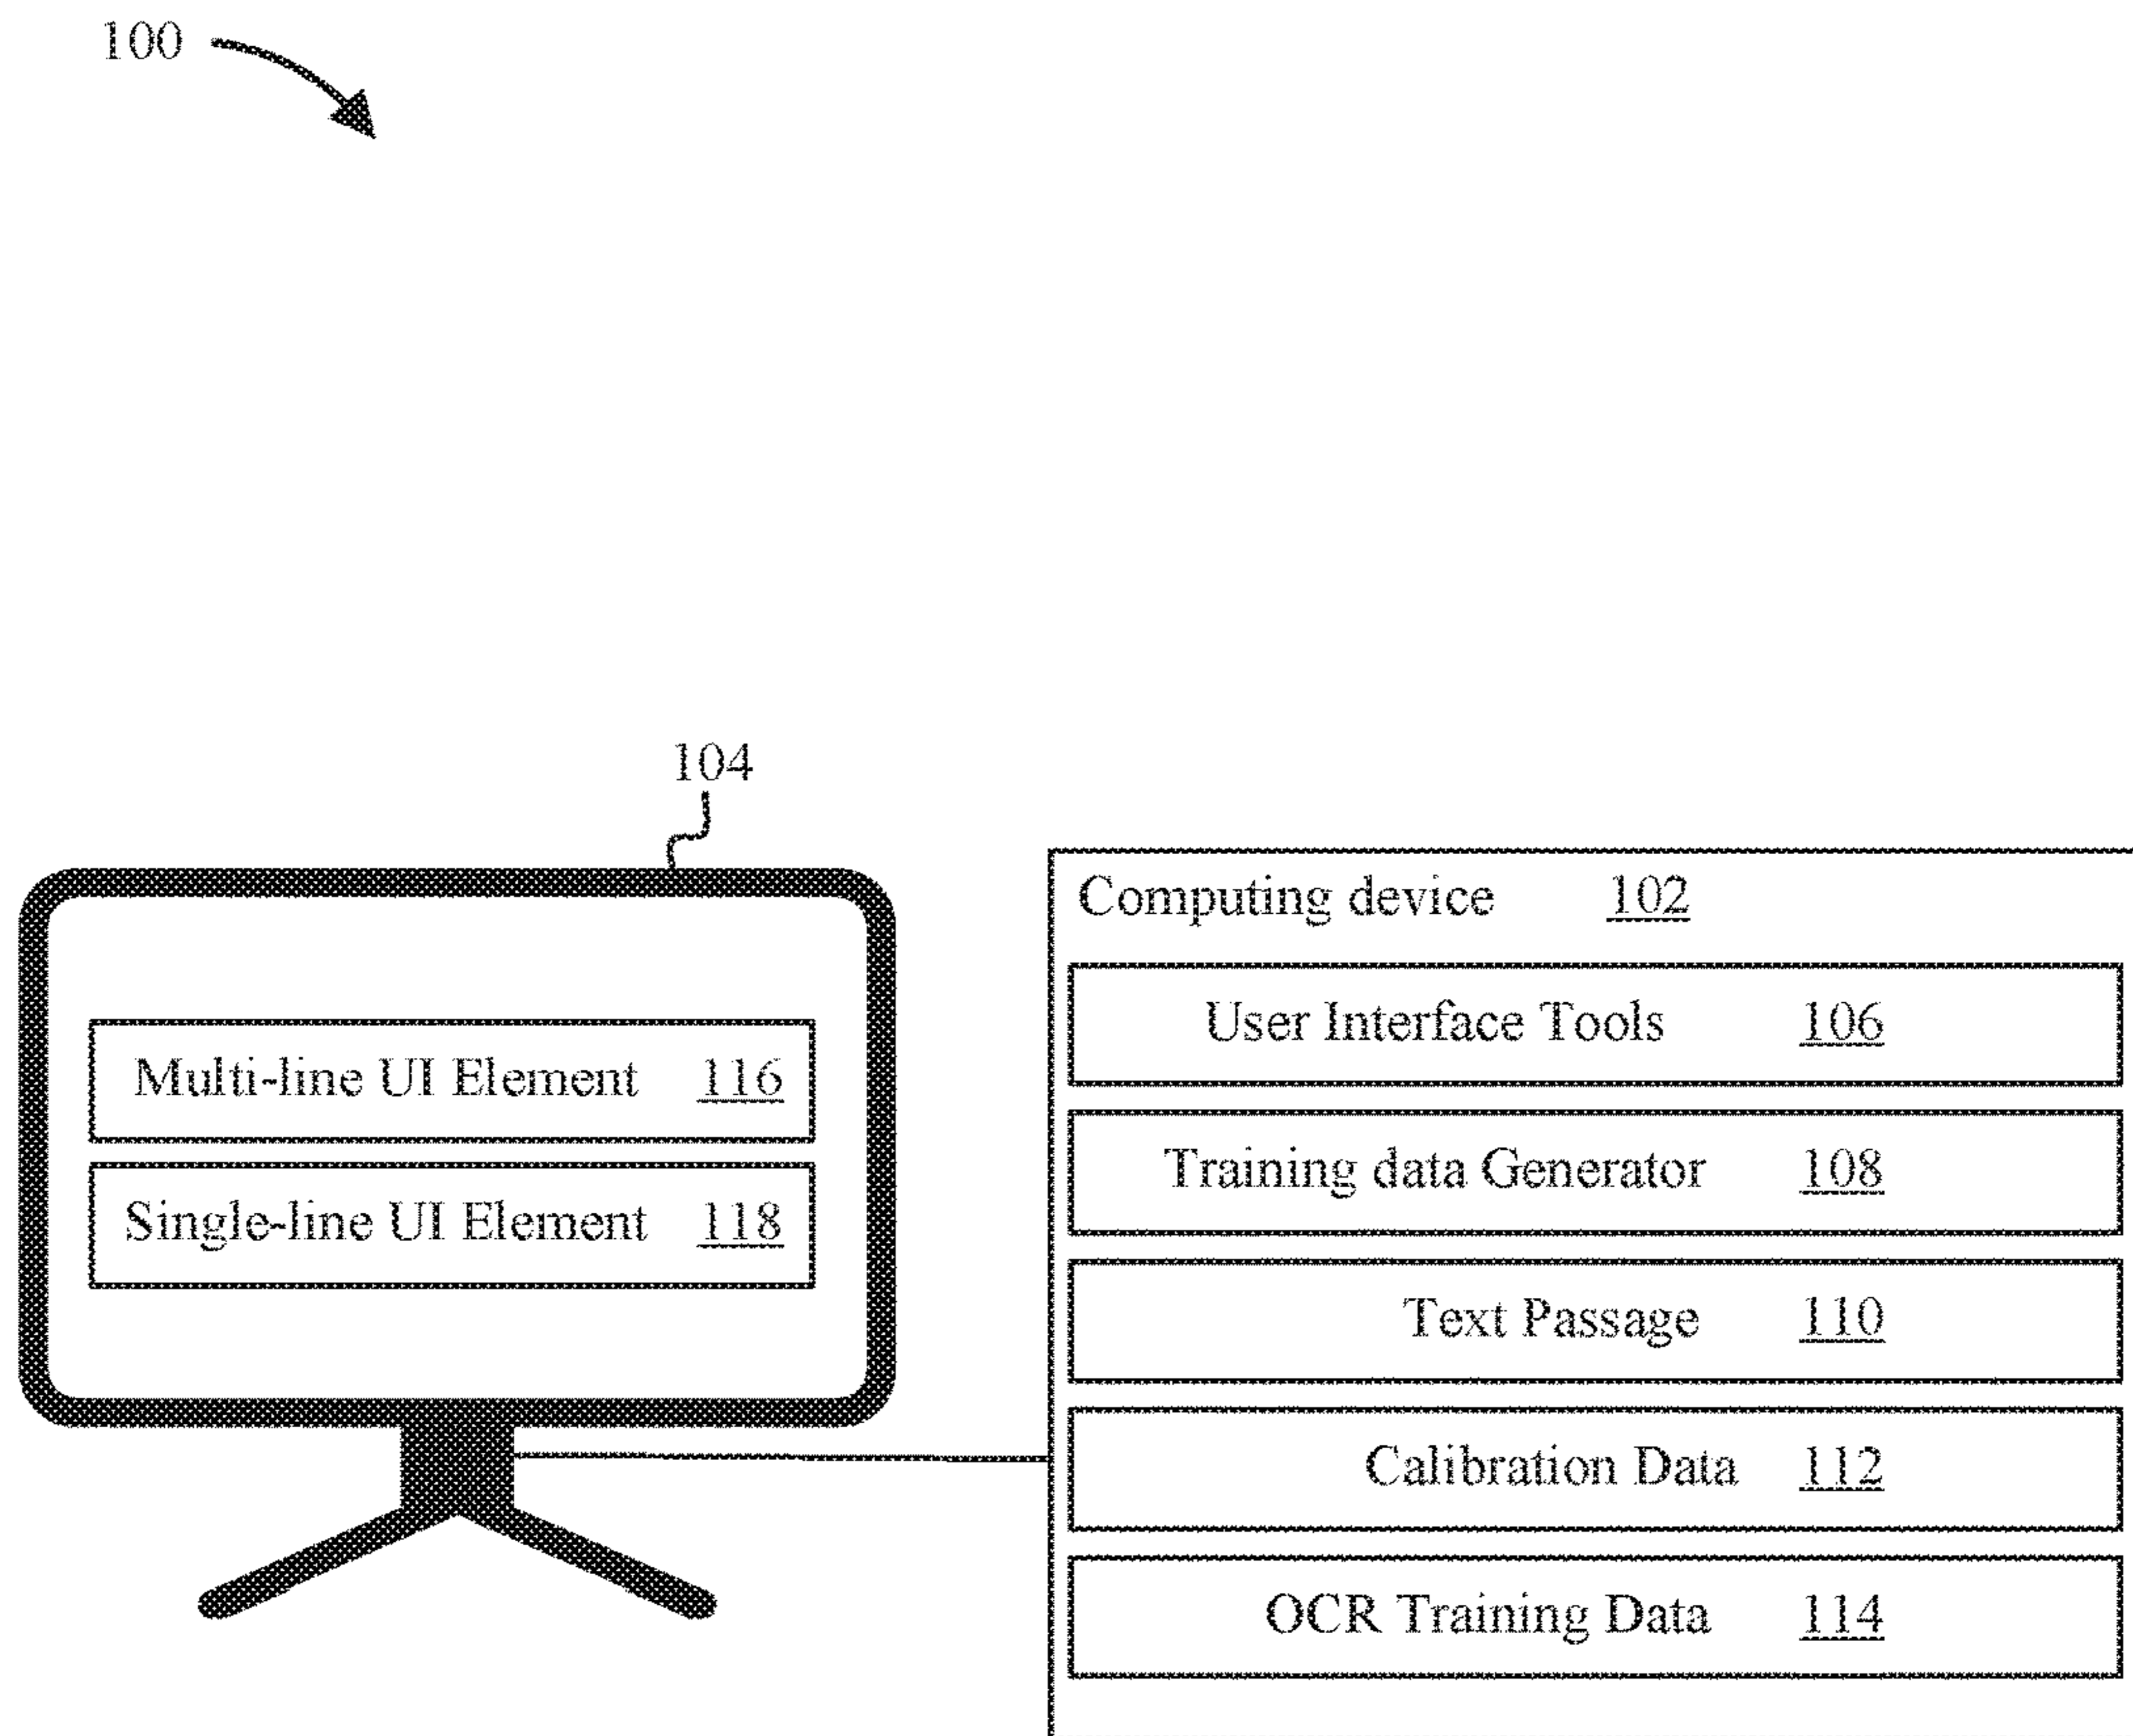 100
104
Multi-line UI Element 116
Single-line UI Element 118
Computing device 102
User Interface Tools 106
Training data Generator 108
Text Passage 110
Calibration Data 112
OCR Training Data 114